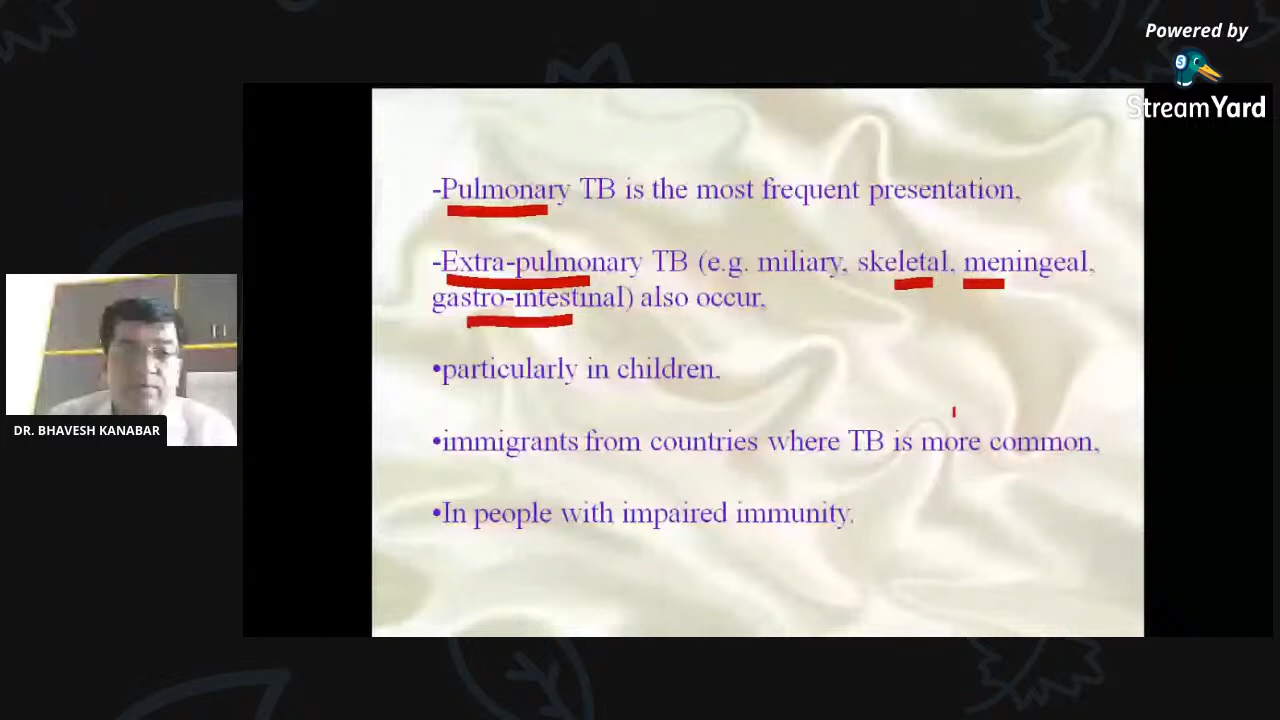 Powered by
StreamYard
-Pulmonary TB is the most frequent presentation,
-Extra-pulmonary TB (e.g. miliary, skeletal, meningeal,
gastro-intestinal) also occur,
•particularly in children,
•immigrants from countries where TB is more common,
•In people with impaired immunity.
DR. BHAVESH KANABAR